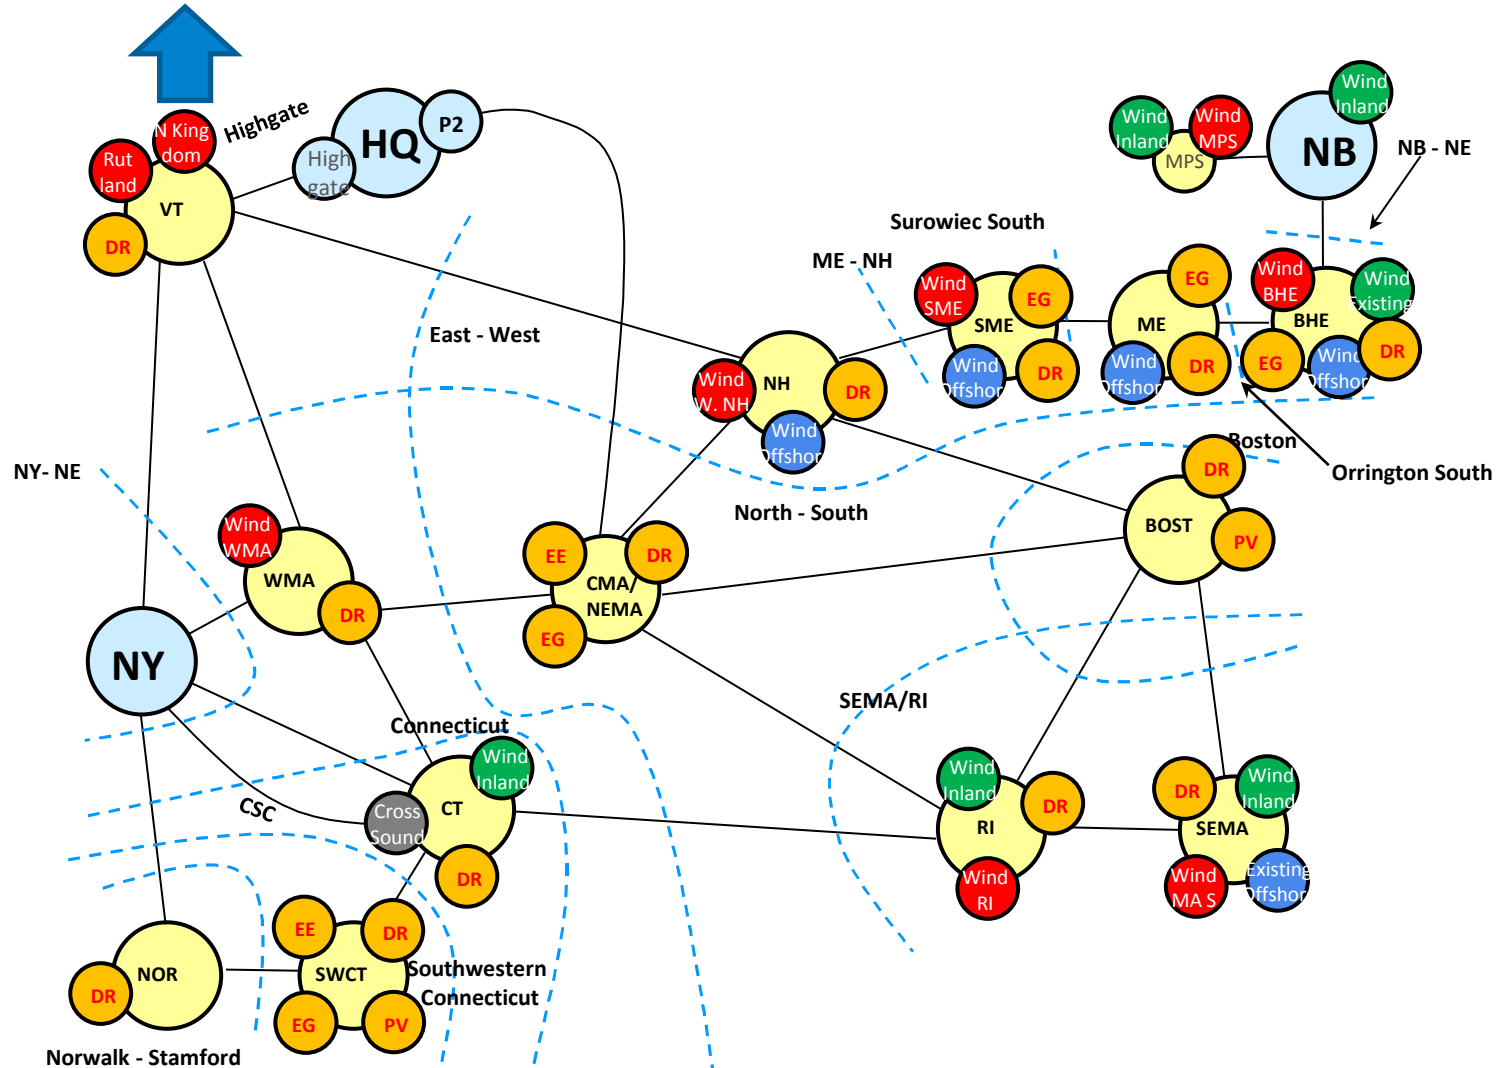 N King
dom
Highgate
Rut
land
VT
DR
HQ
P2
High
gate
Wind
Inland
Wind
MPS
MPS
Wind
Inland
NB
NB - NE
Surowiec South
ME - NH
East - West
Wind
SME
EG
SME
Wind
Offshor
DR
EG
ME
Wind
Offshor
DR
Wind
BHE
Wind
Existing
BHE
EG
Wind
Offshor
DR
Wind
W. NH
NH
DR
Wind
Offshor
NY- NE
North - South
Boston
Orrington South
DR
BOST
PV
Wind
WMA
WMA
DR
EE
DR
CMA/
NEMA
EG
NY
SEMA/RI
Connecticut
Wind
Inland
CT
Cross
Sound
DR
CSC
Wind
Inland
DR
RI
Wind
RI
DR
Wind
Inland
SEMA
Wind
MA S
Existing
Offshor
NOR
DR
EE
DR
SWCT
EG
PV
Southwestern
Connecticut
Norwalk - Stamford